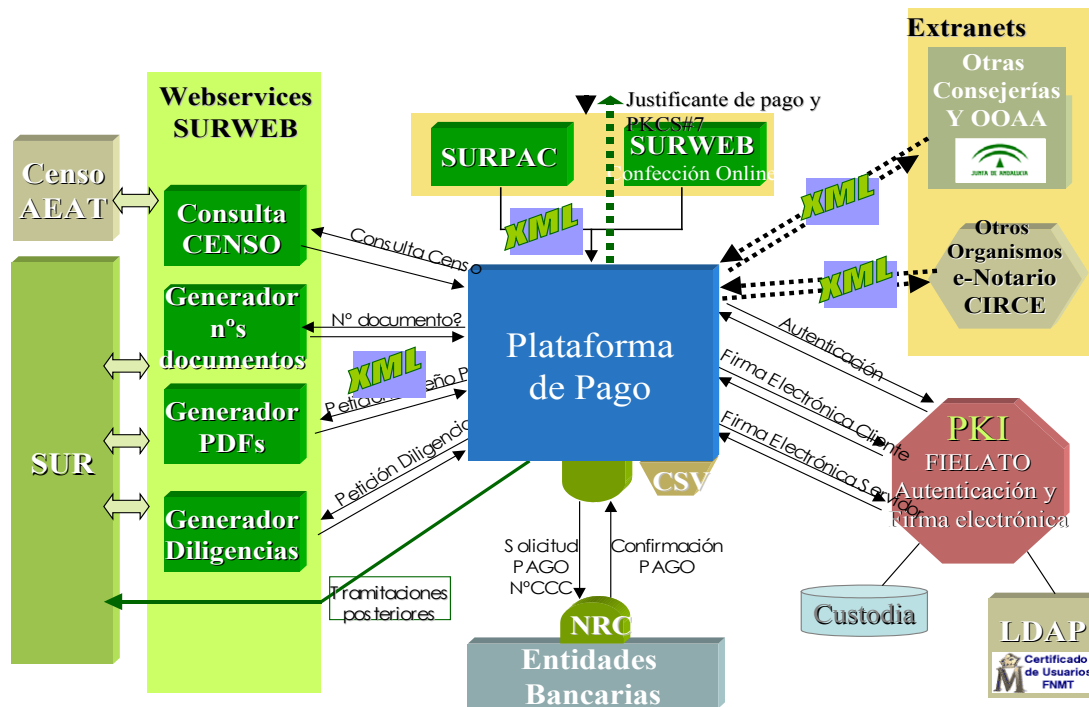 Extranets
Otras
Consejerías
Y OOAA
JUNTA DE ANDALUCIA
Otros
Organismos
e-Notario
CIRCE
Webservices
SURWEB
Justificante de pago y
PKCS#7
SURPAC
SURWEB
Confección Online
XML
XML
XML
Censo
AEAT
Consulta
CENSO
Consulta Censo
Generador
nºs
documentos
Nº documento?
XML
Generador
PDFs
Petición
Generador
Diligencias
Petición Diligencia
SUR
Plataforma
de Pago
CSV
Autenticación
Firma Electrónica Cliente
Firma Electrónica Servidor
PKI
FIELATO
Autenticación y
Firma electrónica
Solicitud
PAGO
NºCCC
Confirmación
PAGO
Tramitaciones
posteriores
NRC
Entidades
Bancarias
Custodia
LDAP
Certificado
de Usuarios
FNMT